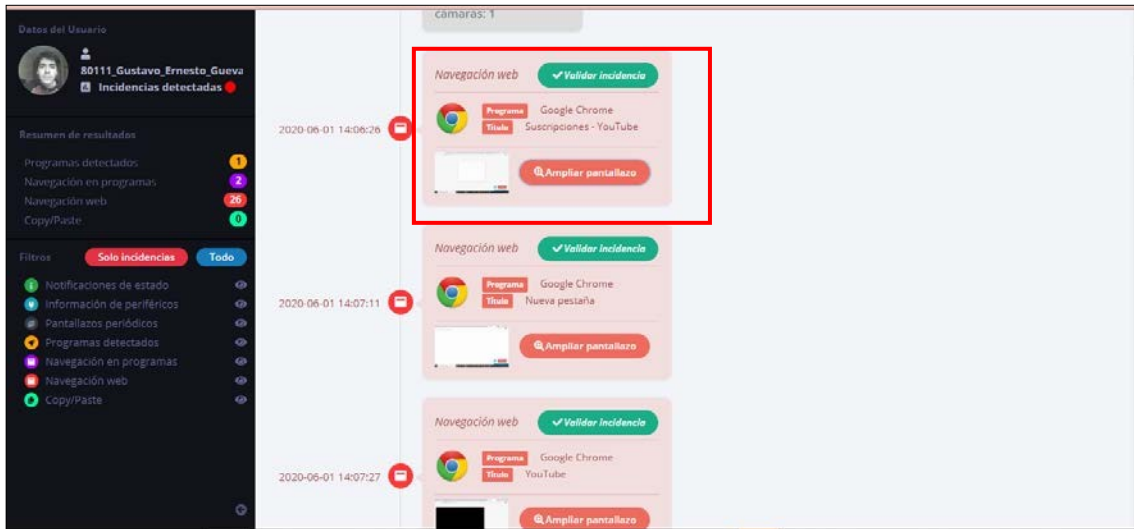 Datos del Usuario
80111_Gustavo_Ernesto_Gueva
Incidencias detectadas
Resumen de resultados
Programas detectados 1
Navegación en programas 2
Navegación web 26
Copy/Paste 0
Filtros Solo incidencias Todo
Notificaciones de estado
Información de periféricos
Pantallazos periódicos
Programas detectados
Navegación en programas
Navegación web
Copy/Paste
cámaras: 1
2020-06-01 14:06:26
Navegación web Validar incidencia
Programa Google Chrome
Titulo Suscripciones - YouTube
Ampliar pantallazo
2020-06-01 14:07:11
Navegación web Validar incidencia
Programa Google Chrome
Titulo Nueva pestaña
Ampliar pantallazo
2020-06-01 14:07:27
Navegación web Validar incidencia
Programa Google Chrome
Titulo YouTube
Ampliar pantallazo